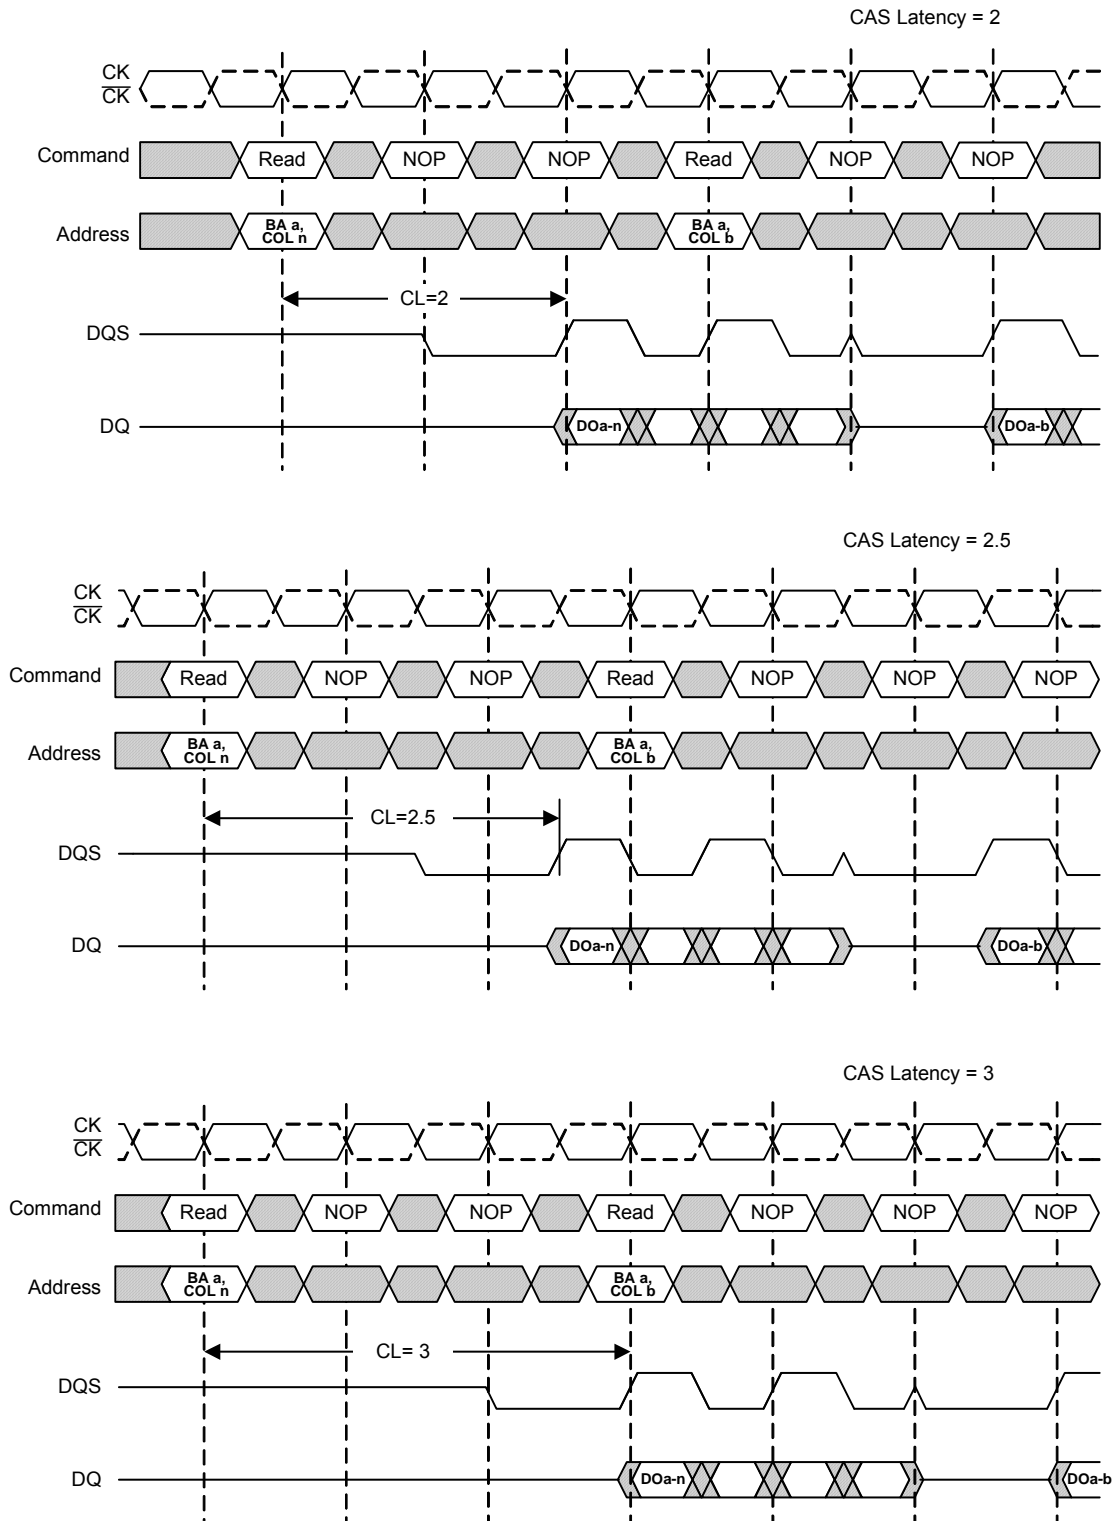 CAS Latency = 2
CK
CK
Command Read NOP NOP Read NOP NOP
Address BA a, COL n BA a, COL b
CL=2
DQS
DQ DOa-n DOa-b
CAS Latency = 2.5
CK
CK
Command Read NOP NOP Read NOP NOP NOP
Address BA a, COL n BA a, COL b
CL=2.5
DQS
DQ DOa-n DOa-b
CAS Latency = 3
CK
CK
Command Read NOP NOP Read NOP NOP NOP
Address BA a, COL n BA a, COL b
CL= 3
DQS
DQ DOa-n DOa-b